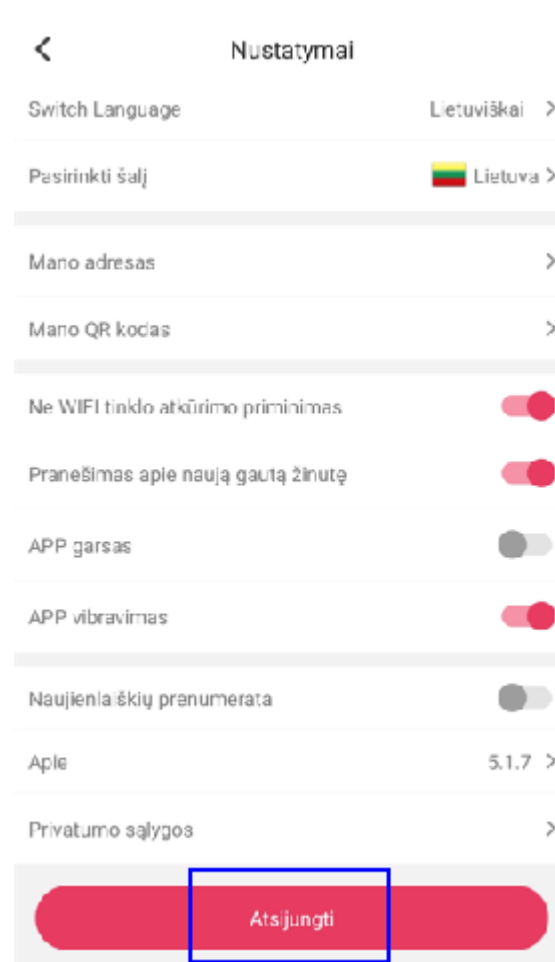 Nustatymai
Switch Language Lietuviškai
Pasirinkti šalį Lietuva
Mano adresas
Mano QR kodas
Ne WIFI tinklo atkūrimo priminimas
Pranešimas apie naują gautą žinutę
APP garsas
APP vibravimas
Naujienlaiškių prenumerata
Apie 5.1.7
Privatumo sąlygos
Atsijungti